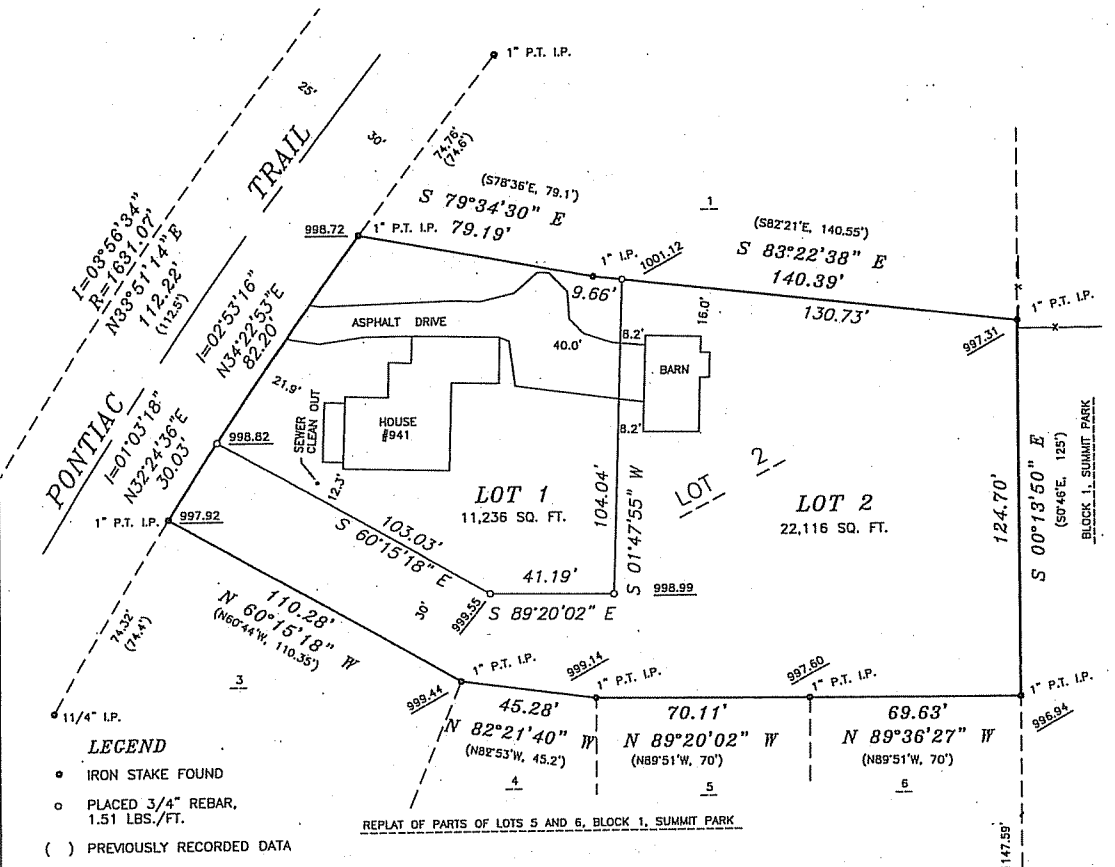 1" P.T. I.P.
25'
30'
74.76'
(74.6')
TRAIL
PONTIAC
I=03°56'34"
R=1631.07'
N33°51'14"E
112.22'
(112.5')
I=02°53'16"
N34°22'53"E
82.20'
I=01°03'18"
N32°24'36"E
30.03'
998.72
1" P.T. I.P.
(S78°36'E, 79.1')
S 79°34'30" E
79.19'
1
1" I.P.
1001.12
9.66'
(S82°21'E, 140.55')
S 83°22'38" E
140.39'
130.73'
1" P.T. I.P.
997.31
ASPHALT DRIVE
40.0'
8.2'
16.0'
BARN
8.2'
21.9'
SEWER
CLEAN OUT
HOUSE
#941
12.3'
998.82
1" P.T. I.P.
997.92
LOT 1
11,236 SQ. FT.
104.04'
S 01°47'55" W
LOT 2
LOT 2
22,116 SQ. FT.
124.70'
S 00°13'50" E
(S0°46'E, 125')
BLOCK 1, SUMMIT PARK
103.03'
S 60°15'18" E
41.19'
S 89°20'02" E
998.99
999.55
30'
110.28'
N 60°15'18" W
(N60°44'W, 110.35')
3
74.32'
(74.4')
11/4" I.P.
999.44
1" P.T. I.P.
45.28'
N 82°21'40" W
(N82°53'W, 45.2')
4
999.14
1" P.T. I.P.
70.11'
N 89°20'02" W
(N89°51'W, 70')
5
997.60
1" P.T. I.P.
69.63'
N 89°36'27" W
(N89°51'W, 70')
6
1" P.T. I.P.
996.94
147.59'
REPLAT OF PARTS OF LOTS 5 AND 6, BLOCK 1, SUMMIT PARK
LEGEND
IRON STAKE FOUND
PLACED 3/4" REBAR,
1.51 LBS./FT.
( ) PREVIOUSLY RECORDED DATA